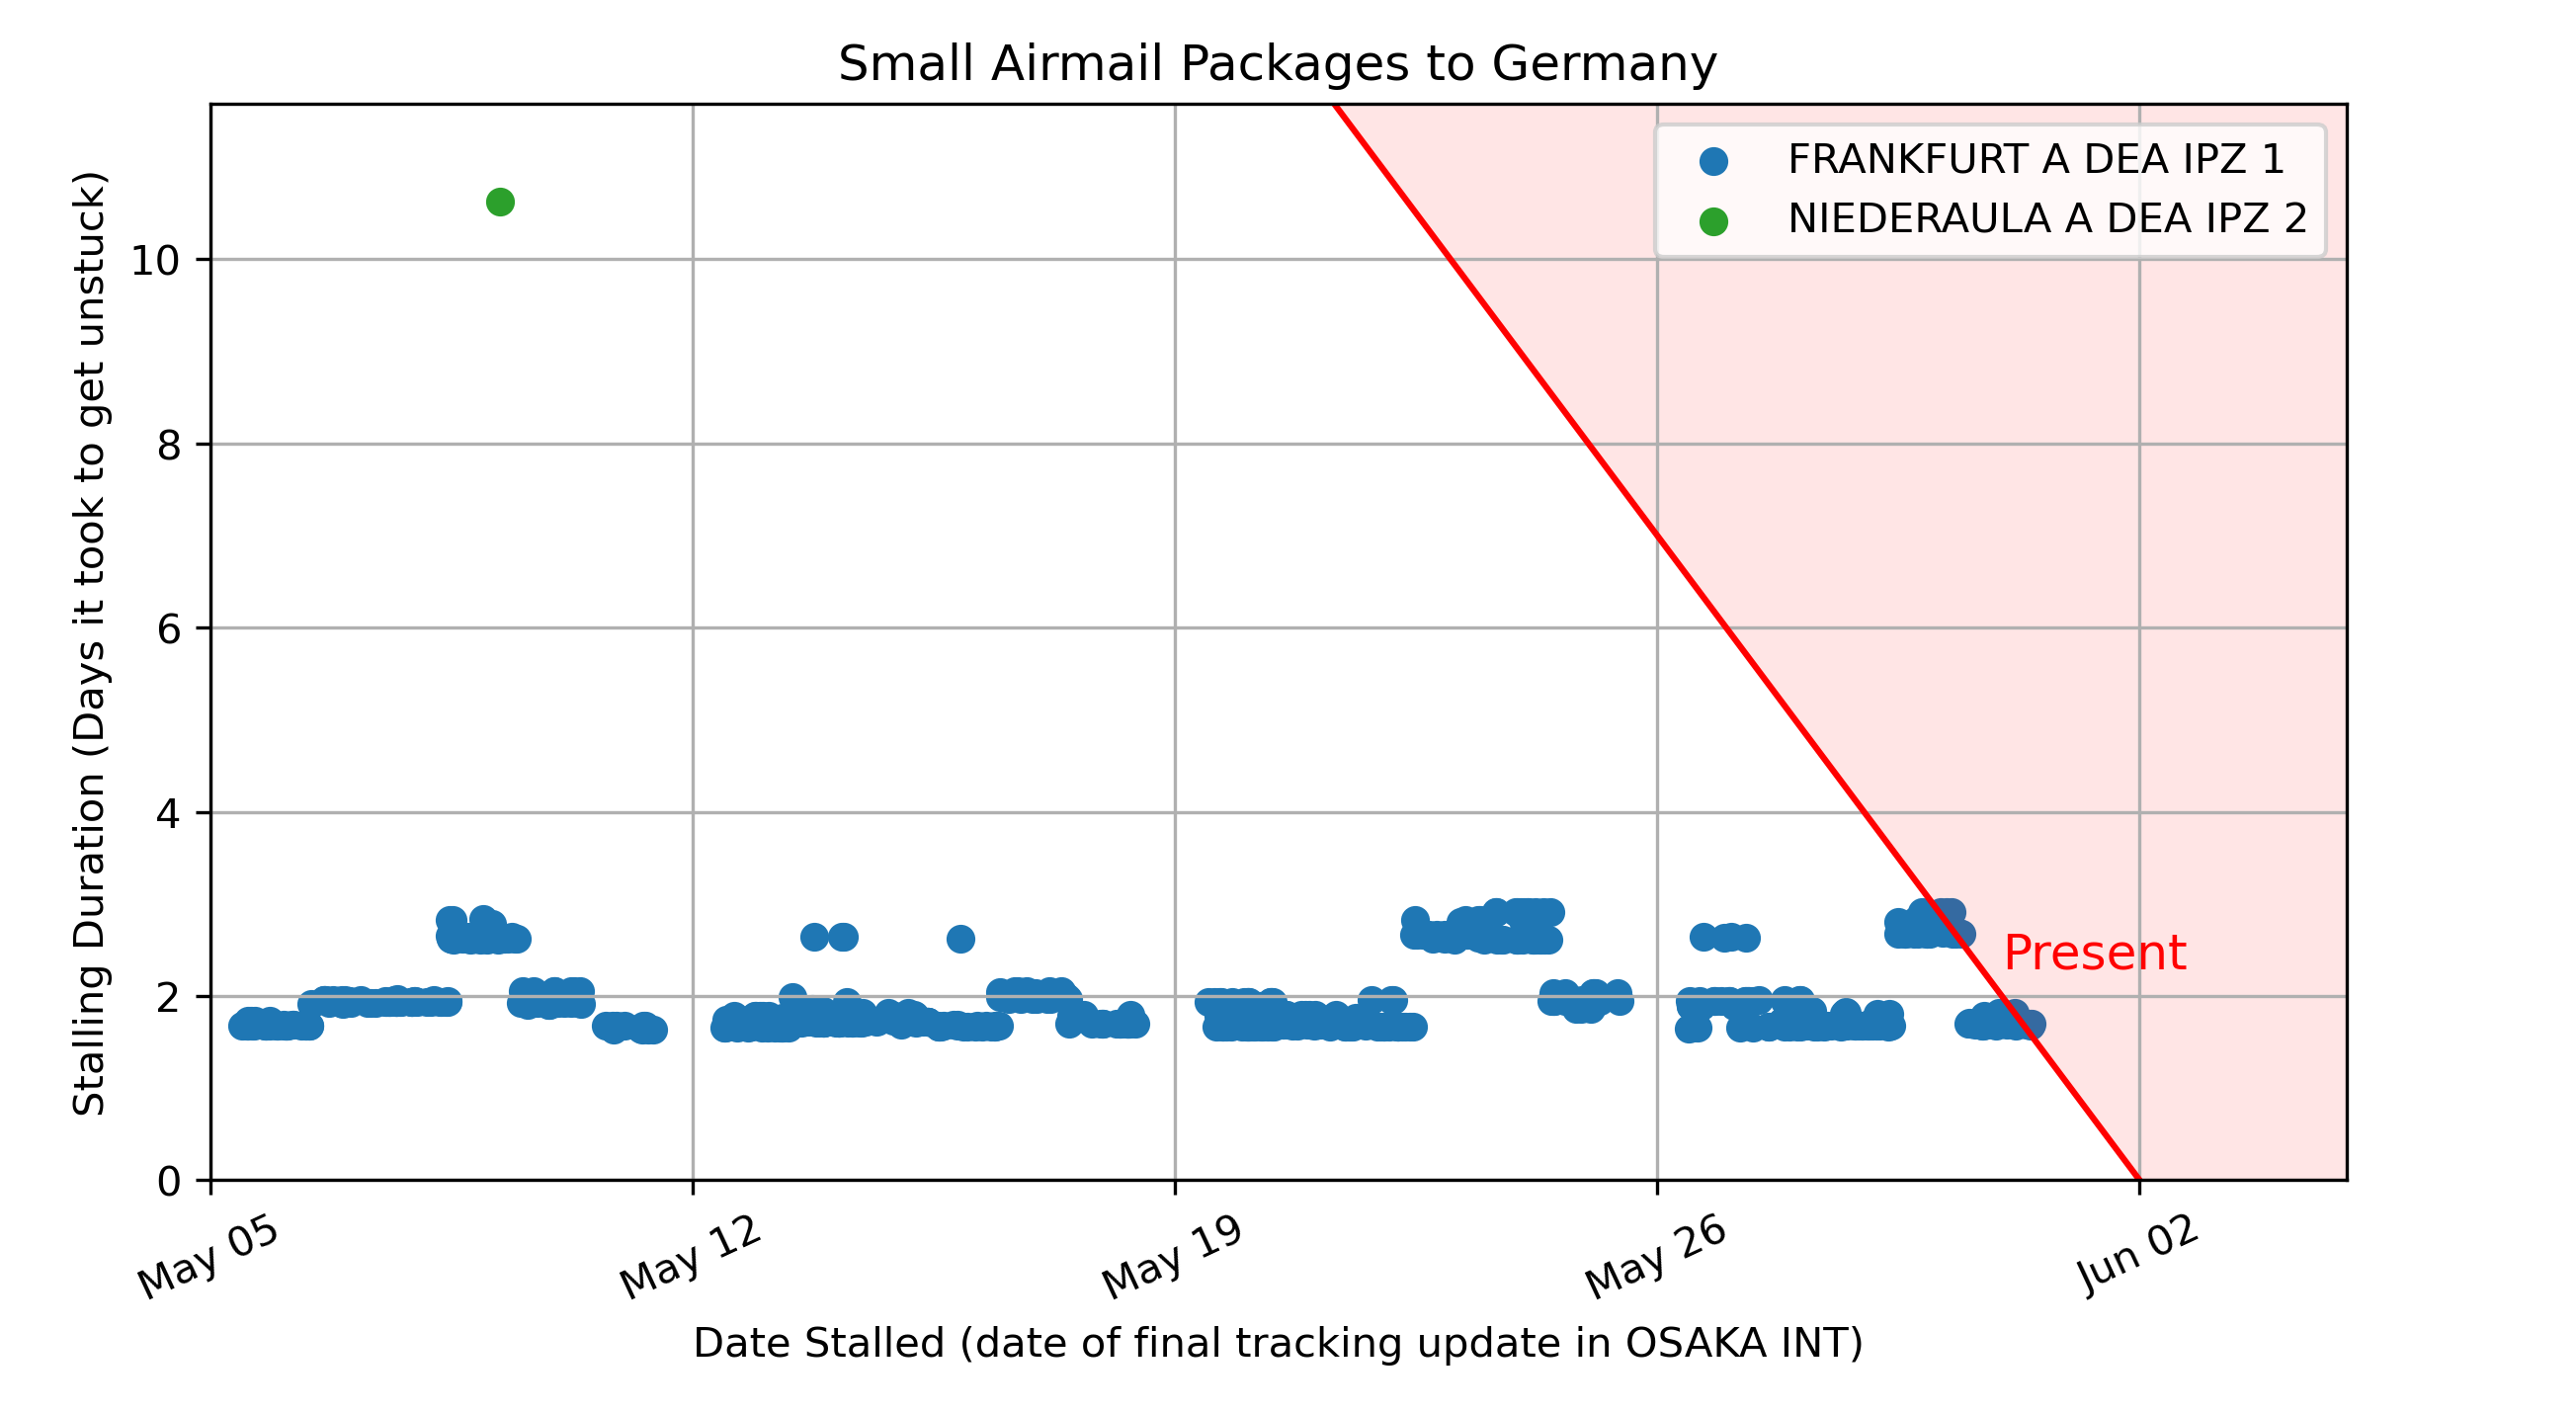 Small Airmail Packages to Germany
FRANKFURT A DEA IPZ 1
NIEDERAULA A DEA IPZ 2
Stalling Duration (Days it took to get unstuck)
10
8
6
4
2
0
Present
May 05
May 12
May 19
May 26
Jun 02
Date Stalled (date of final tracking update in OSAKA INT)